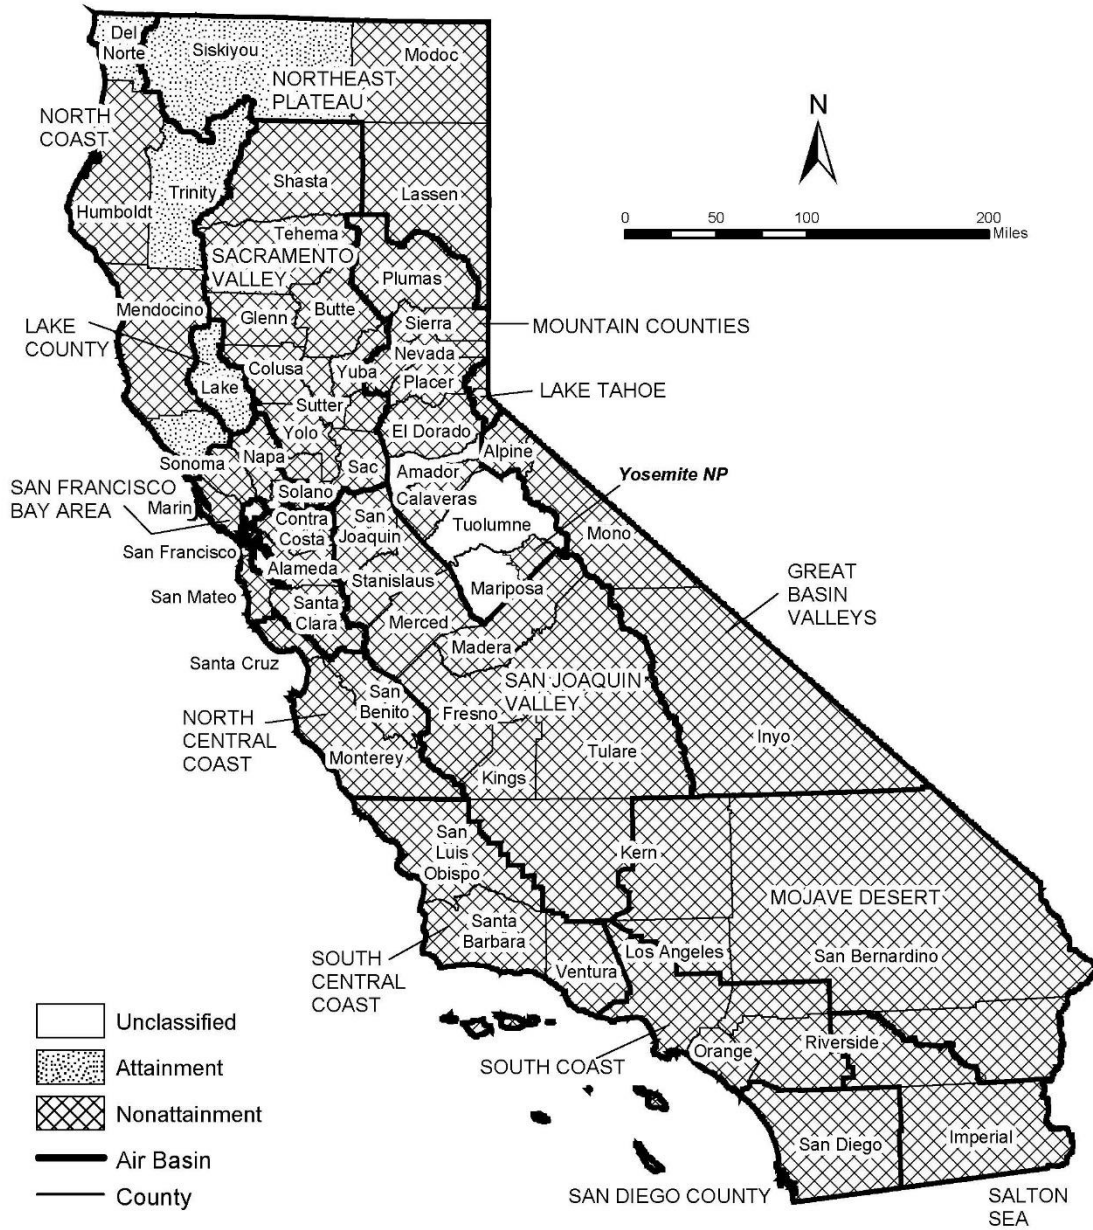 Del
Norte
Siskiyou
Modoc
NORTHEAST
PLATEAU
NORTH
COAST
N
Shasta
Lassen
Trinity
Humboldt
0
50
100
200
Miles
Tehema
SACRAMENTO
VALLEY
Plumas
Mendocino
Glenn
Butte
Sierra
MOUNTAIN COUNTIES
LAKE
COUNTY
Nevada
Colusa
Yuba
Placer
Lake
LAKE TAHOE
Sutter
Yolo
El Dorado
Napa
Alpine
Sonoma
Sac
Amador
Yosemite NP
SAN FRANCISCO
BAY AREA
Solano
Calaveras
Marin
Contra
Costa
San
Joaquin
Tuolumne
Mono
San Francisco
Alameda
Stanislaus
GREAT
BASIN
VALLEYS
San Mateo
Mariposa
Santa
Clara
Merced
Madera
Santa Cruz
SAN JOAQUIN
VALLEY
San
Benito
NORTH
CENTRAL
COAST
Fresno
Inyo
Monterey
Tulare
Kings
San
Luis
Obispo
Kern
MOJAVE DESERT
Santa
Barbara
SOUTH
CENTRAL
COAST
Los Angeles
San Bernardino
Ventura
Unclassified
Attainment
Nonattainment
Air Basin
County
SOUTH COAST
Orange
Riverside
San Diego
Imperial
SAN DIEGO COUNTY
SALTON
SEA